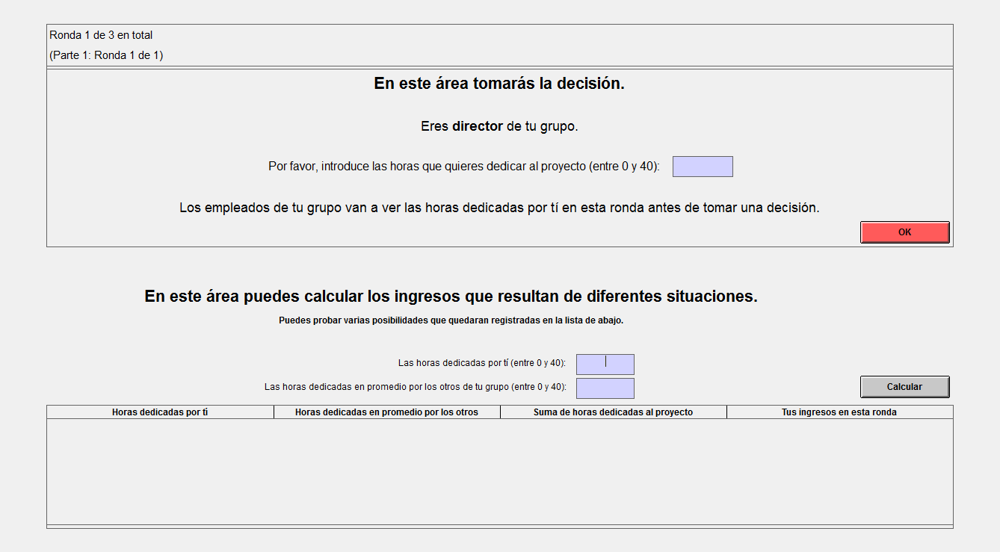 Ronda 1 de 3 en total
(Parte 1: Ronda 1 de 1)
En este área tomarás la decisión.
Eres director de tu grupo.
Por favor, introduce las horas que quieres dedicar al proyecto (entre 0 y 40):
Los empleados de tu grupo van a ver las horas dedicadas por tí en esta ronda antes de tomar una decisión.
OK
En este área puedes calcular los ingresos que resultan de diferentes situaciones.
Puedes probar varias posibilidades que quedaran registradas en la lista de abajo.
Las horas dedicadas por tí (entre 0 y 40):
Las horas dedicadas en promedio por los otros de tu grupo (entre 0 y 40):
Calcular
Horas dedicadas por tí Horas dedicadas en promedio por los otros Suma de horas dedicadas al proyecto Tus ingresos en esta ronda